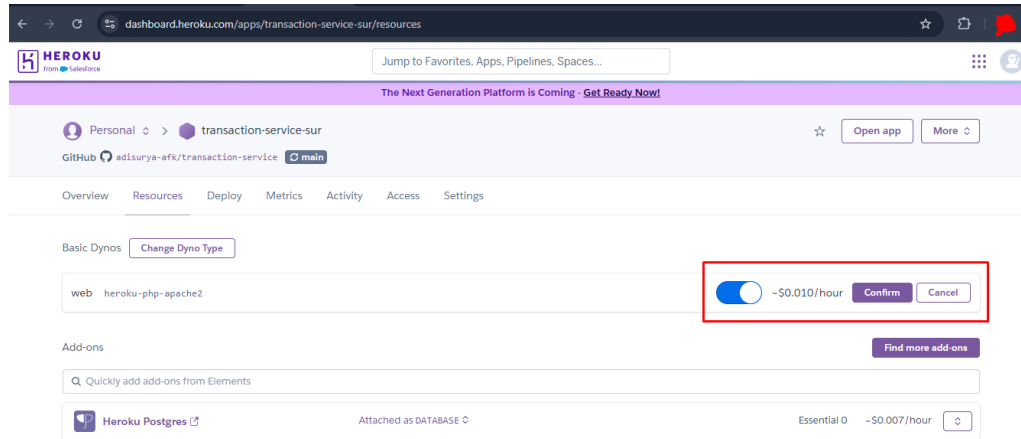 dashboard.heroku.com/apps/transaction-service-sur/resources
HEROKU
from Salesforce
Jump to Favorites, Apps, Pipelines, Spaces...
The Next Generation Platform is Coming - Get Ready Now!
Personal > transaction-service-sur
Open app
More
GitHub adisurya-afk/transaction-service main
Overview Resources Deploy Metrics Activity Access Settings
Basic Dynos Change Dyno Type
web heroku-php-apache2 ~$0.010/hour Confirm Cancel
Add-ons Find more add-ons
Quickly add add-ons from Elements
Heroku Postgres Attached as DATABASE Essential 0 ~$0.007/hour